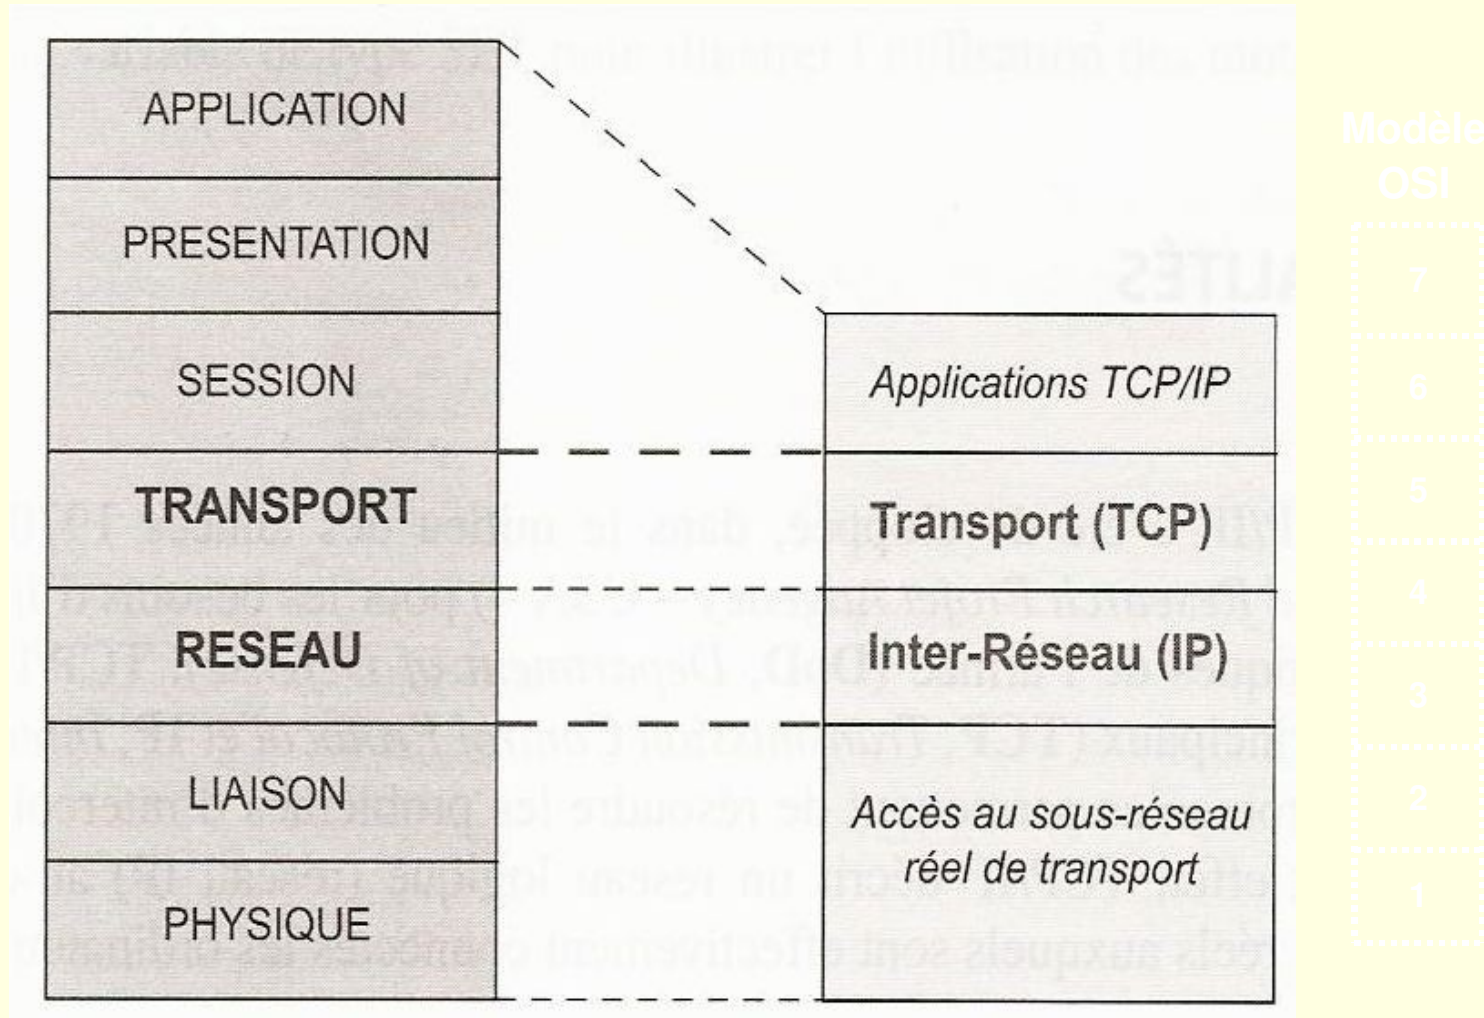 APPLICATION
PRESENTATION
SESSION
TRANSPORT
RESEAU
LIAISON
PHYSIQUE
Applications TCP/IP
Transport (TCP)
Inter-Réseau (IP)
Accès au sous-réseau
réel de transport
Modèle
OSI
7
6
5
4
3
2
1